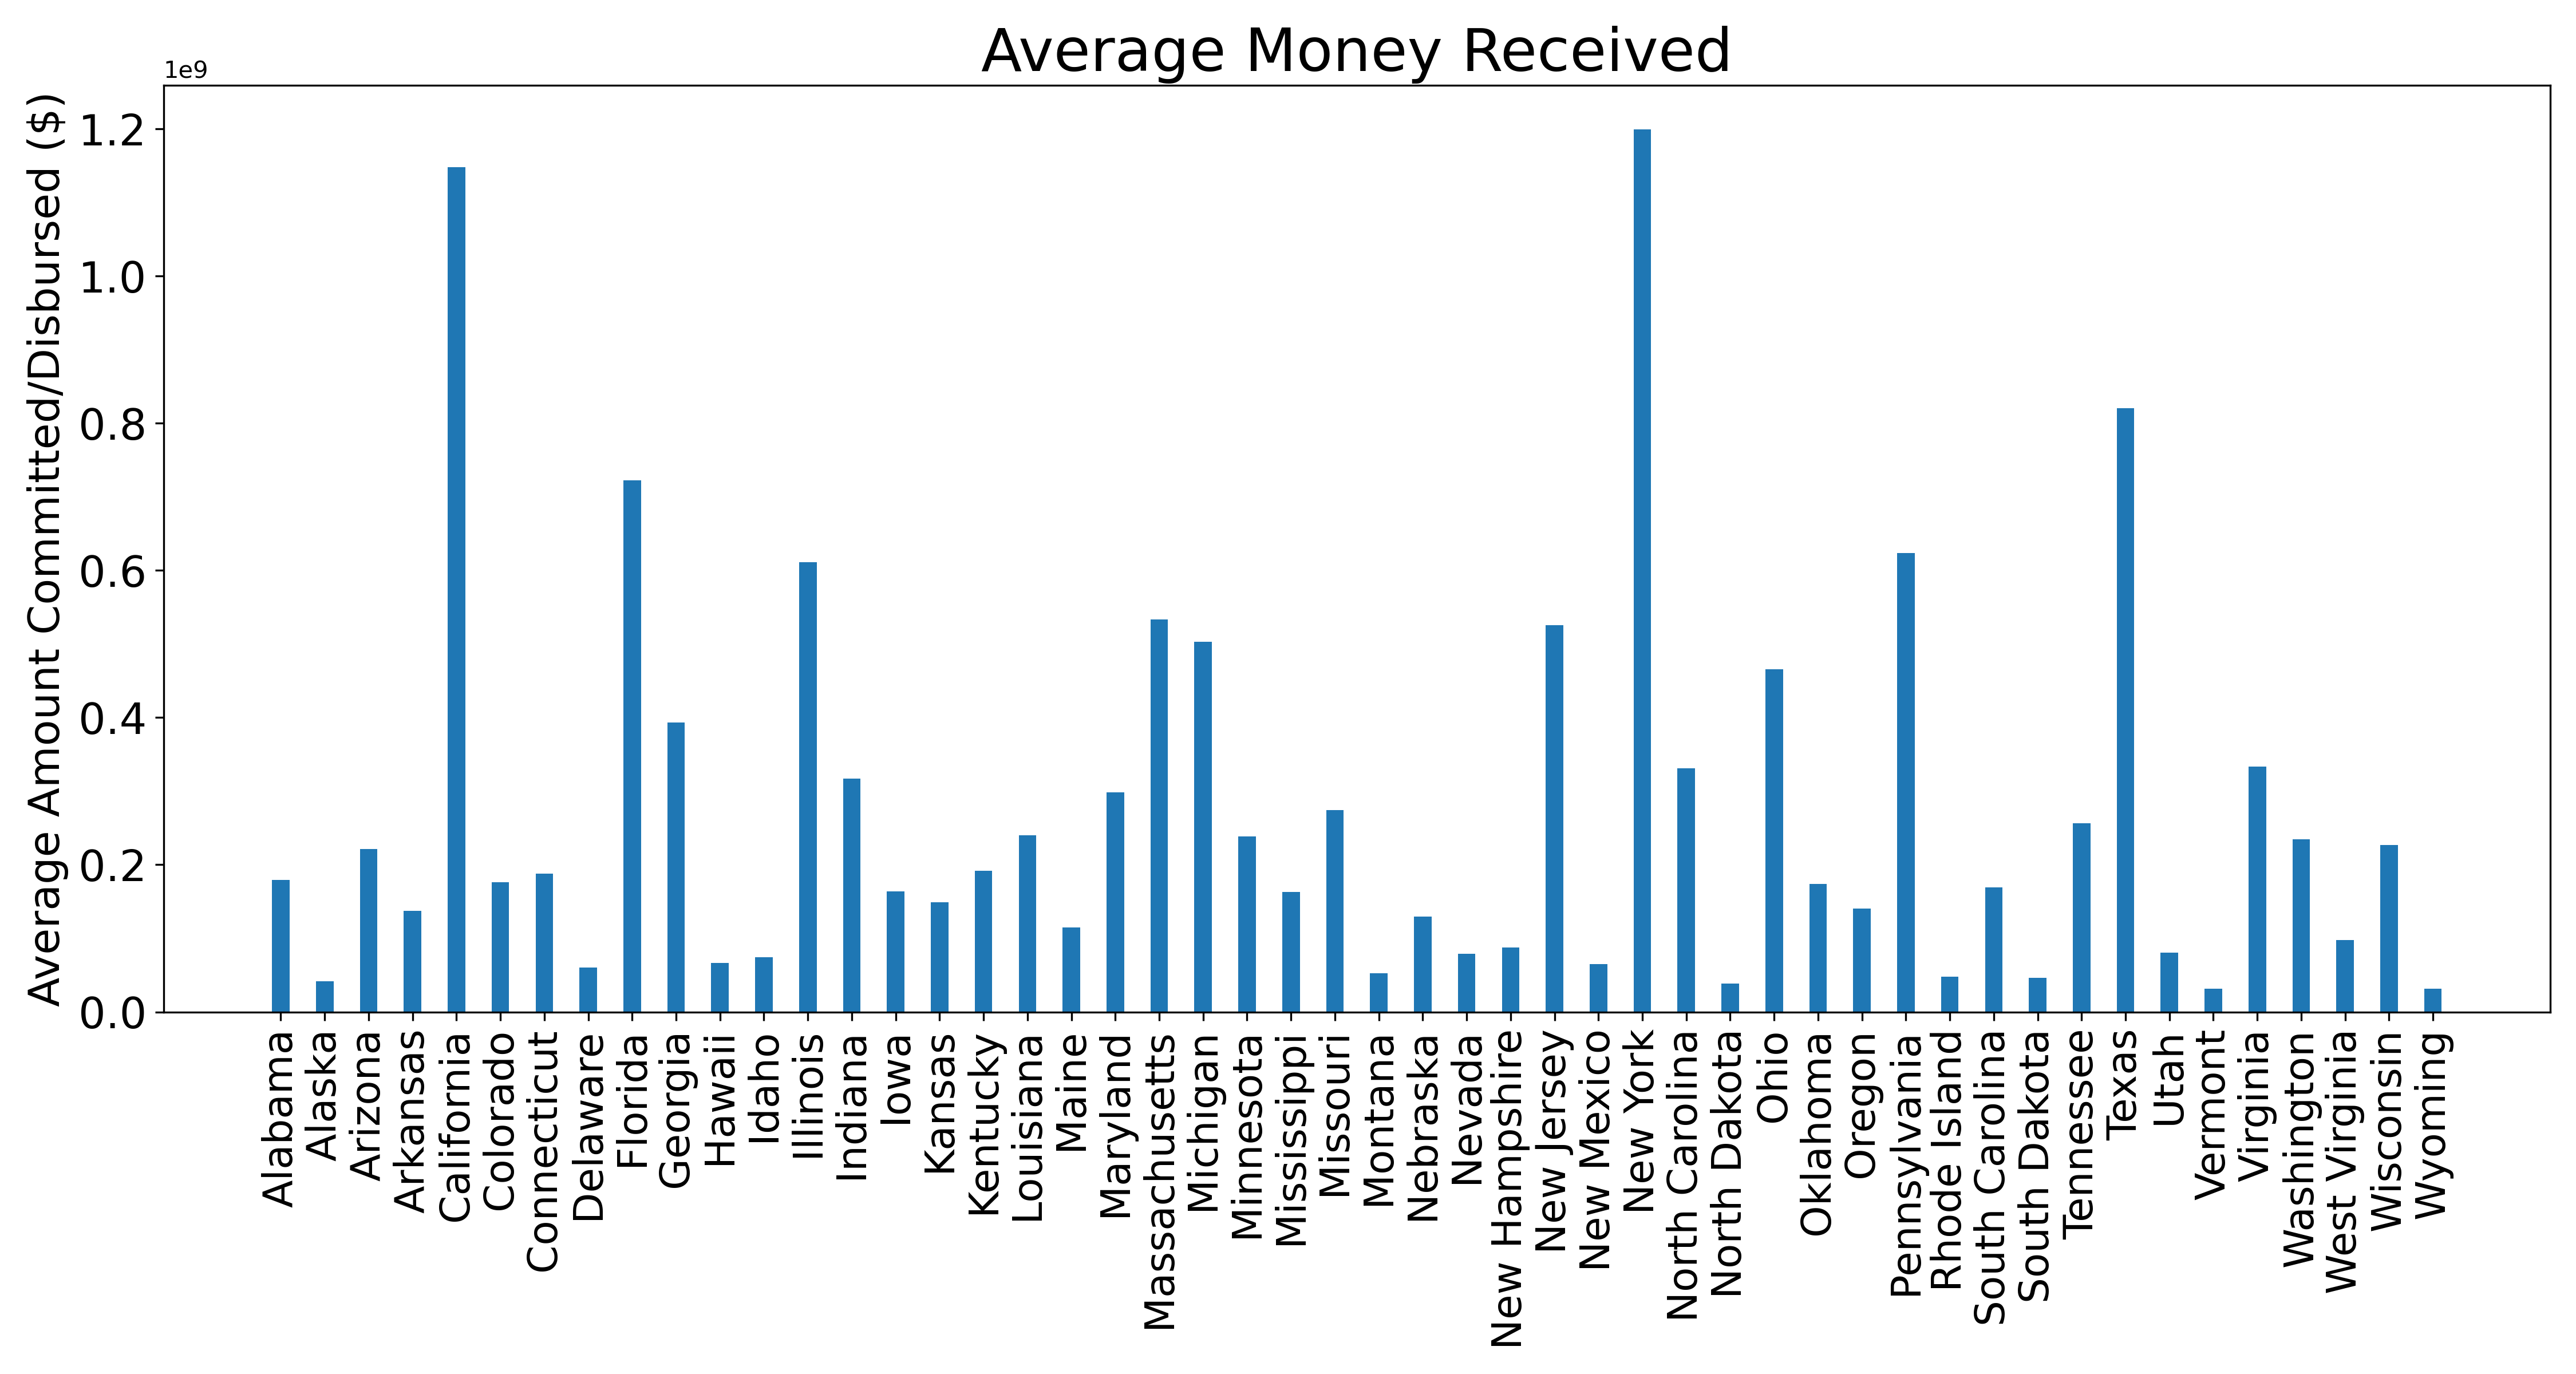 Average Money Received
1e9
Average Amount Committed/Disbursed ($)
1.2
1.0
0.8
0.6
0.4
0.2
0.0
Alabama
Alaska
Arizona
Arkansas
California
Colorado
Connecticut
Delaware
Florida
Georgia
Hawaii
Idaho
Illinois
Indiana
Iowa
Kansas
Kentucky
Louisiana
Maine
Maryland
Massachusetts
Michigan
Minnesota
Mississippi
Missouri
Montana
Nebraska
Nevada
New Hampshire
New Jersey
New Mexico
New York
North Carolina
North Dakota
Ohio
Oklahoma
Oregon
Pennsylvania
Rhode Island
South Carolina
South Dakota
Tennessee
Texas
Utah
Vermont
Virginia
Washington
West Virginia
Wisconsin
Wyoming